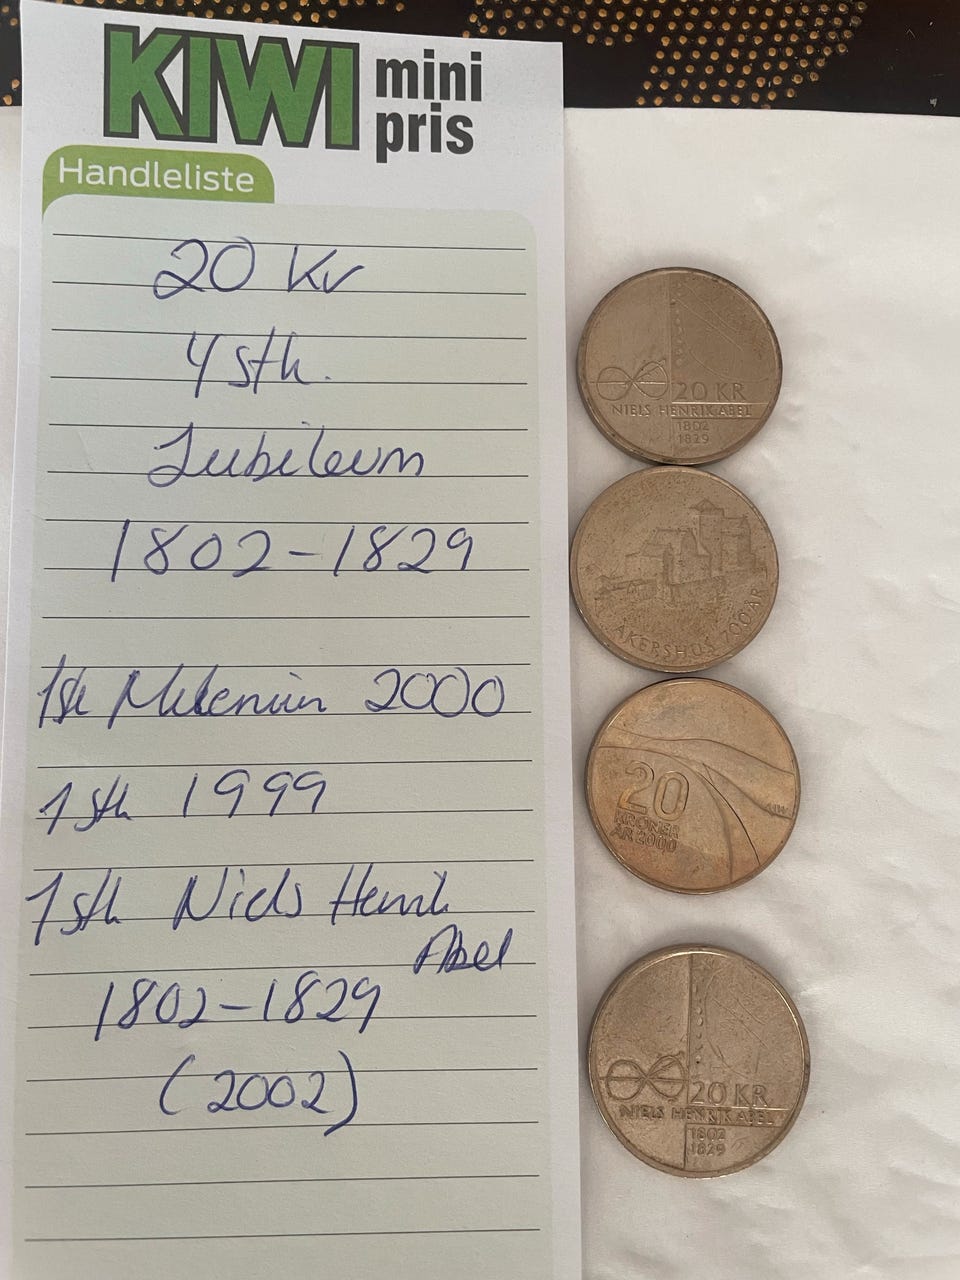 KIWI mini pris
Handleliste
20 Kr
4 stk.
Jubileum
1802-1829
1stk Milenium 2000
1 stk 1999
1 stk Niels Henrik
Abel
1802-1829
(2002)
20 KR
NIELS HENRIK ABEL
1802
1829
AKERSHUS 700 ÅR
20
KRONER
ÅR 2000
20 KR
NIELS HENRIK ABEL
1802
1829